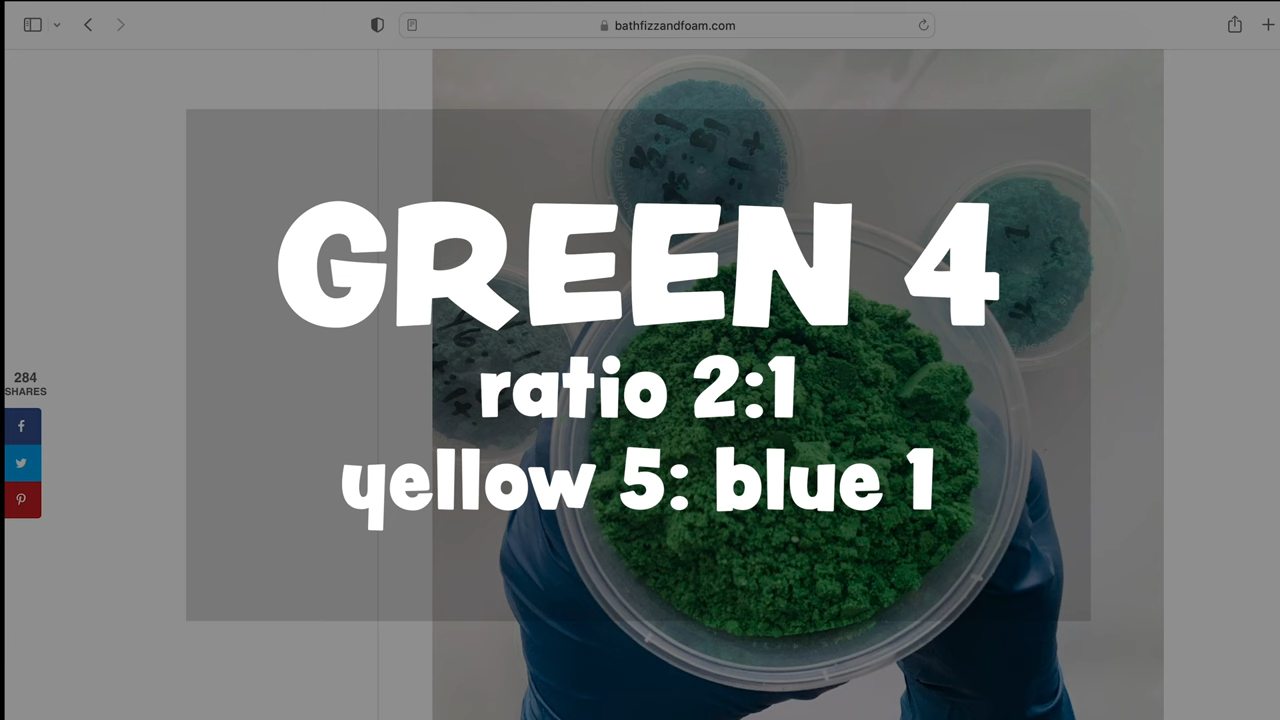 bathfizzandfoam.com
GREEN 4
ratio 2:1
yellow 5: blue 1
284
SHARES